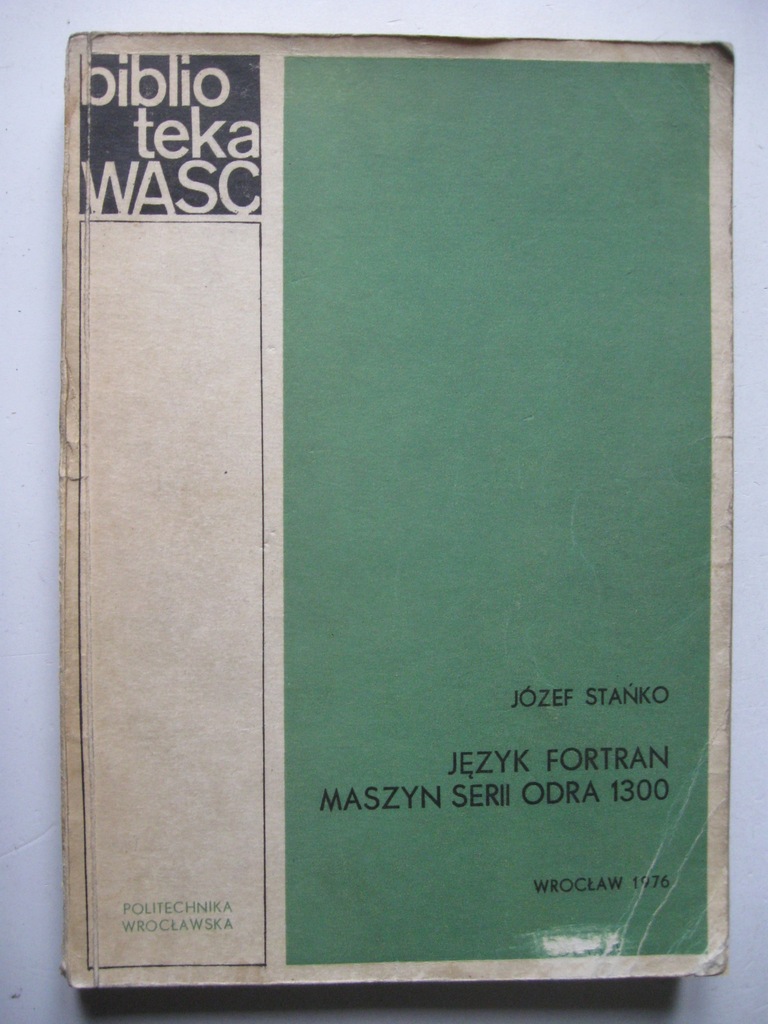 biblio
teka
WASC
JÓZEF STAŃKO
JĘZYK FORTRAN
MASZYN SERII ODRA 1300
WROCŁAW 1976
POLITECHNIKA
WROCŁAWSKA